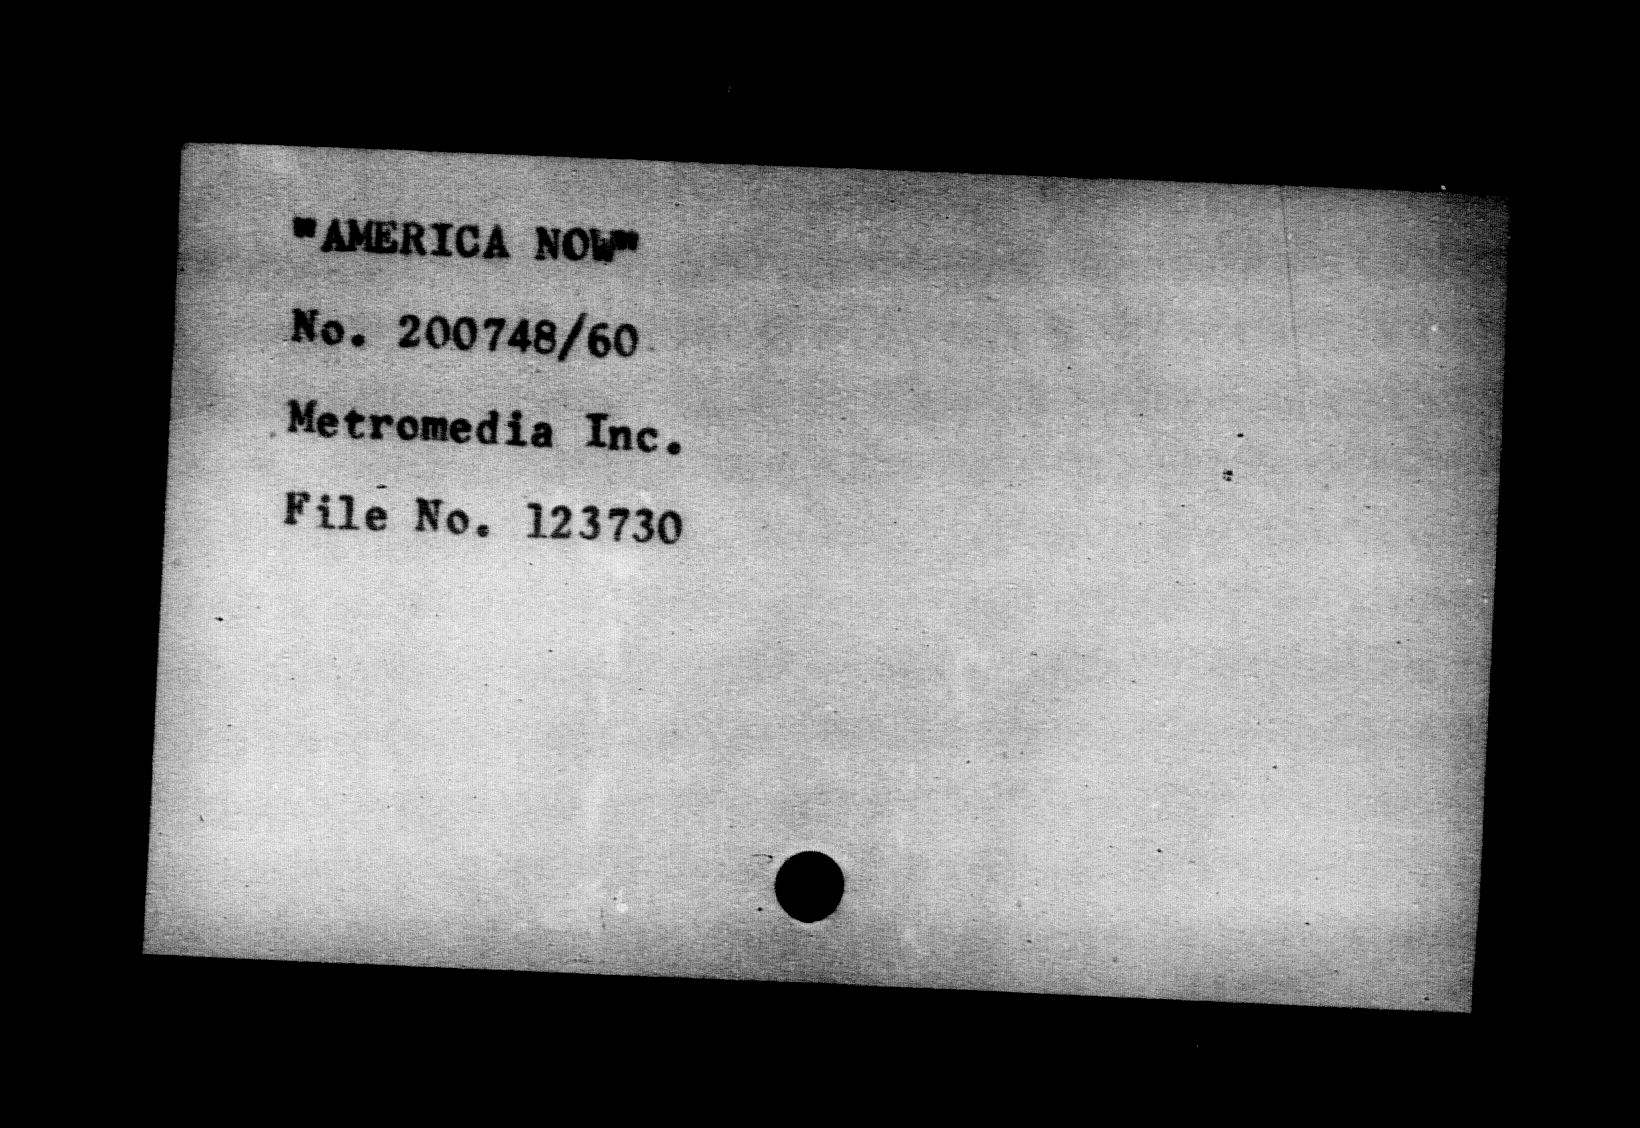 "AMERICA NOW"
No. 200748/60
Metromedia Inc.
File No. 123730